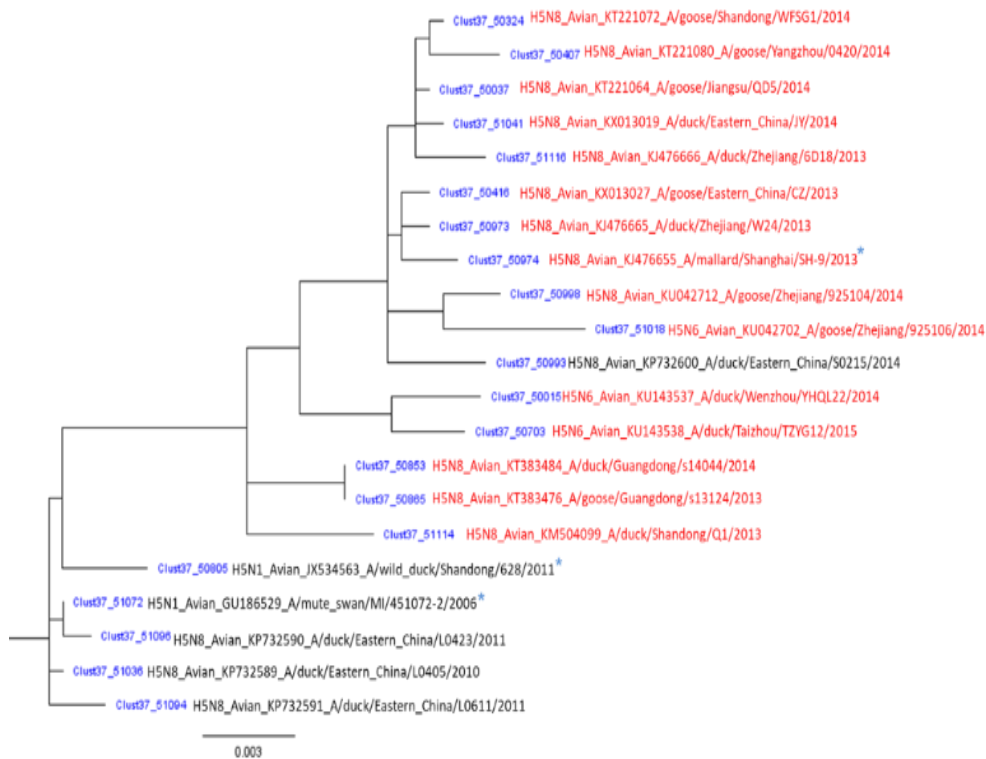 Clust37_50324 H5N8_Avian_KT221072_A/goose/Shandong/WFSG1/2014
Clust37_50407 H5N8_Avian_KT221080_A/goose/Yangzhou/0420/2014
Clust37_50037 H5N8_Avian_KT221064_A/goose/Jiangsu/QD5/2014
Clust37_51041 H5N8_Avian_KX013019_A/duck/Eastern_China/JY/2014
Clust37_51116 H5N8_Avian_KJ476666_A/duck/Zhejiang/6D18/2013
Clust37_50416 H5N8_Avian_KX013027_A/goose/Eastern_China/CZ/2013
Clust37_50973 H5N8_Avian_KJ476665_A/duck/Zhejiang/W24/2013
Clust37_50974 H5N8_Avian_KJ476655_A/mallard/Shanghai/SH-9/2013*
Clust37_50998 H5N8_Avian_KU042712_A/goose/Zhejiang/925104/2014
Clust37_51018 H5N6_Avian_KU042702_A/goose/Zhejiang/925106/2014
Clust37_50993 H5N8_Avian_KP732600_A/duck/Eastern_China/S0215/2014
Clust37_50015 H5N6_Avian_KU143537_A/duck/Wenzhou/YHQL22/2014
Clust37_50703 H5N6_Avian_KU143538_A/duck/Taizhou/TZYG12/2015
Clust37_50853 H5N8_Avian_KT383484_A/duck/Guangdong/s14044/2014
Clust37_50865 H5N8_Avian_KT383476_A/goose/Guangdong/s13124/2013
Clust37_51114 H5N8_Avian_KM504099_A/duck/Shandong/Q1/2013
Clust37_50805 H5N1_Avian_JX534563_A/wild_duck/Shandong/628/2011*
Clust37_51072 H5N1_Avian_GU186529_A/mute_swan/MI/451072-2/2006*
Clust37_51096 H5N8_Avian_KP732590_A/duck/Eastern_China/L0423/2011
Clust37_51036 H5N8_Avian_KP732589_A/duck/Eastern_China/L0405/2010
Clust37_51094 H5N8_Avian_KP732591_A/duck/Eastern_China/L0611/2011
0.003